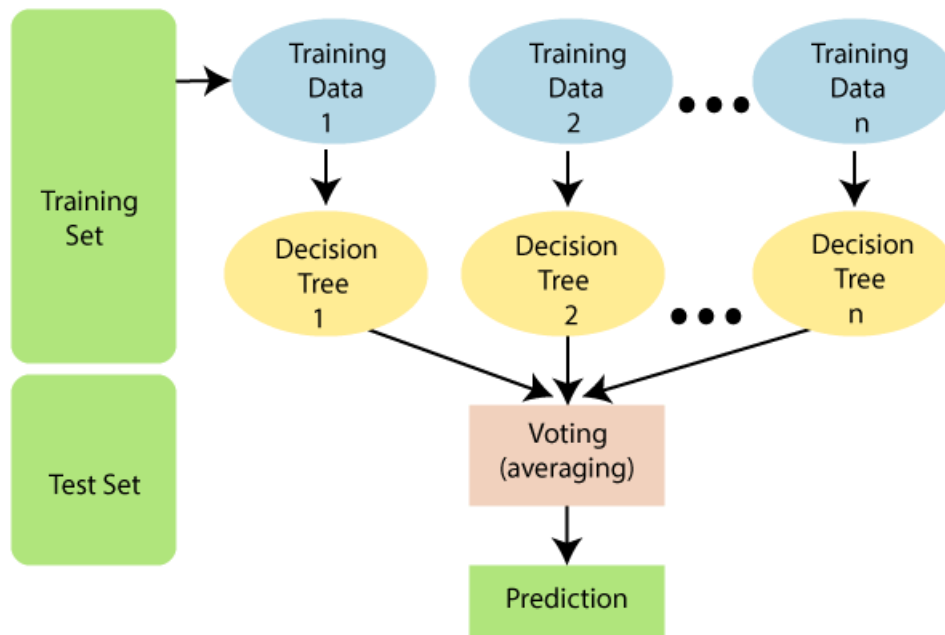 Training
Set
Test Set
Training
Data
1
Training
Data
2
Training
Data
n
Decision
Tree
1
Decision
Tree
2
Decision
Tree
n
Voting
(averaging)
Prediction